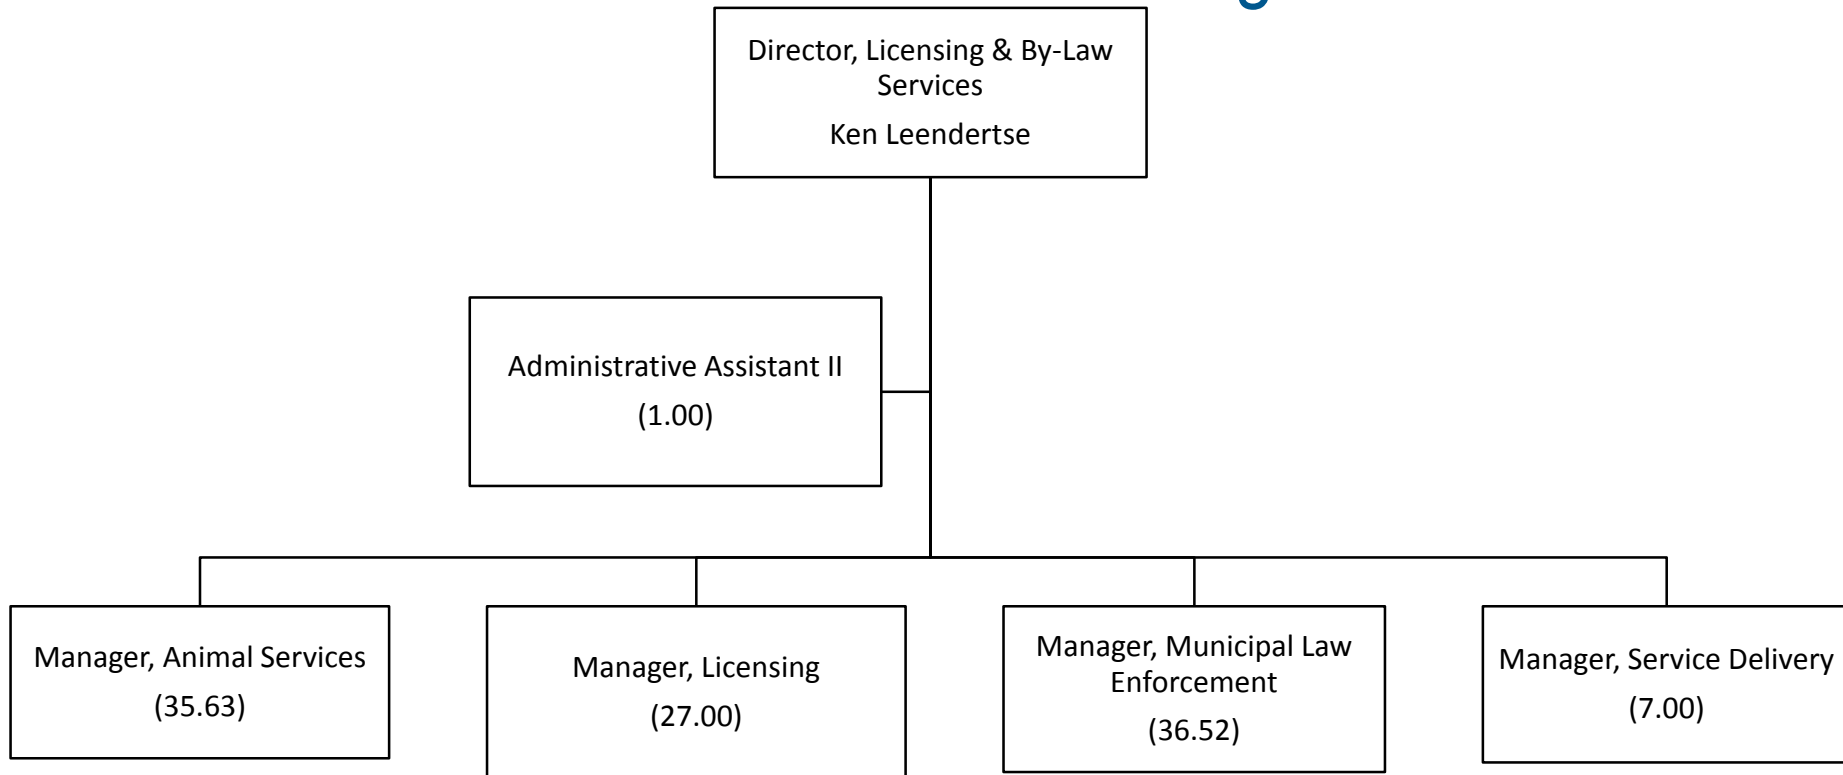 Director, Licensing & By-Law
Services
Ken Leendertse
Administrative Assistant II
(1.00)
Manager, Animal Services
(35.63)
Manager, Licensing
(27.00)
Manager, Municipal Law
Enforcement
(36.52)
Manager, Service Delivery
(7.00)